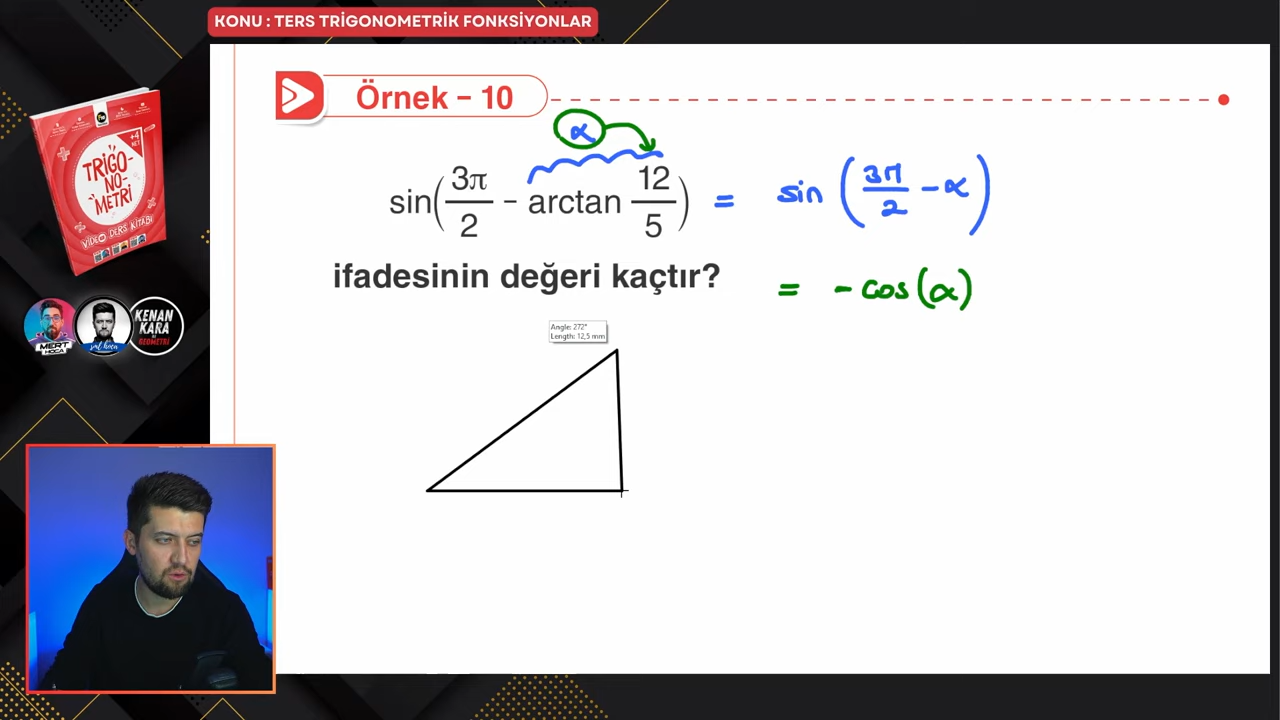 KONU : TERS TRİGONOMETRİK FONKSİYONLAR
Örnek – 10
α
sin(3π/2 - arctan 12/5) = sin (3π/2 - α)
ifadesinin değeri kaçtır?
= -cos(α)
Angle: 272°
Length: 12,5 mm
+4 NET
TRİGO
NO-
METRİ
VİDEO DERS KİTABI
MERT HOCA
KENAN
KARA
GEOMETRİ